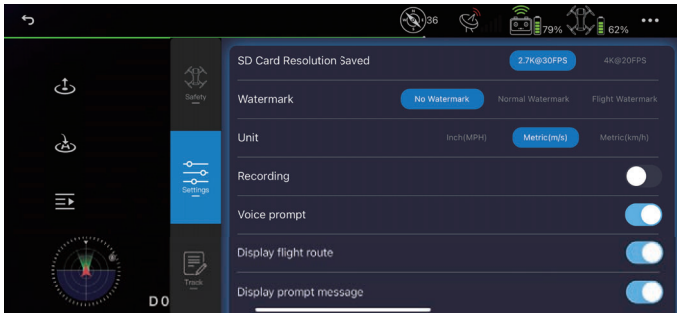 36 79% 62%
SD Card Resolution Saved 2.7K@30FPS 4K@20FPS
Safety
Watermark No Watermark Normal Watermark Flight Watermark
Unit Inch(MPH) Metric(m/s) Metric(km/h)
Recording
Settings
Voice prompt
Display flight route
Track
Display prompt message
D 0